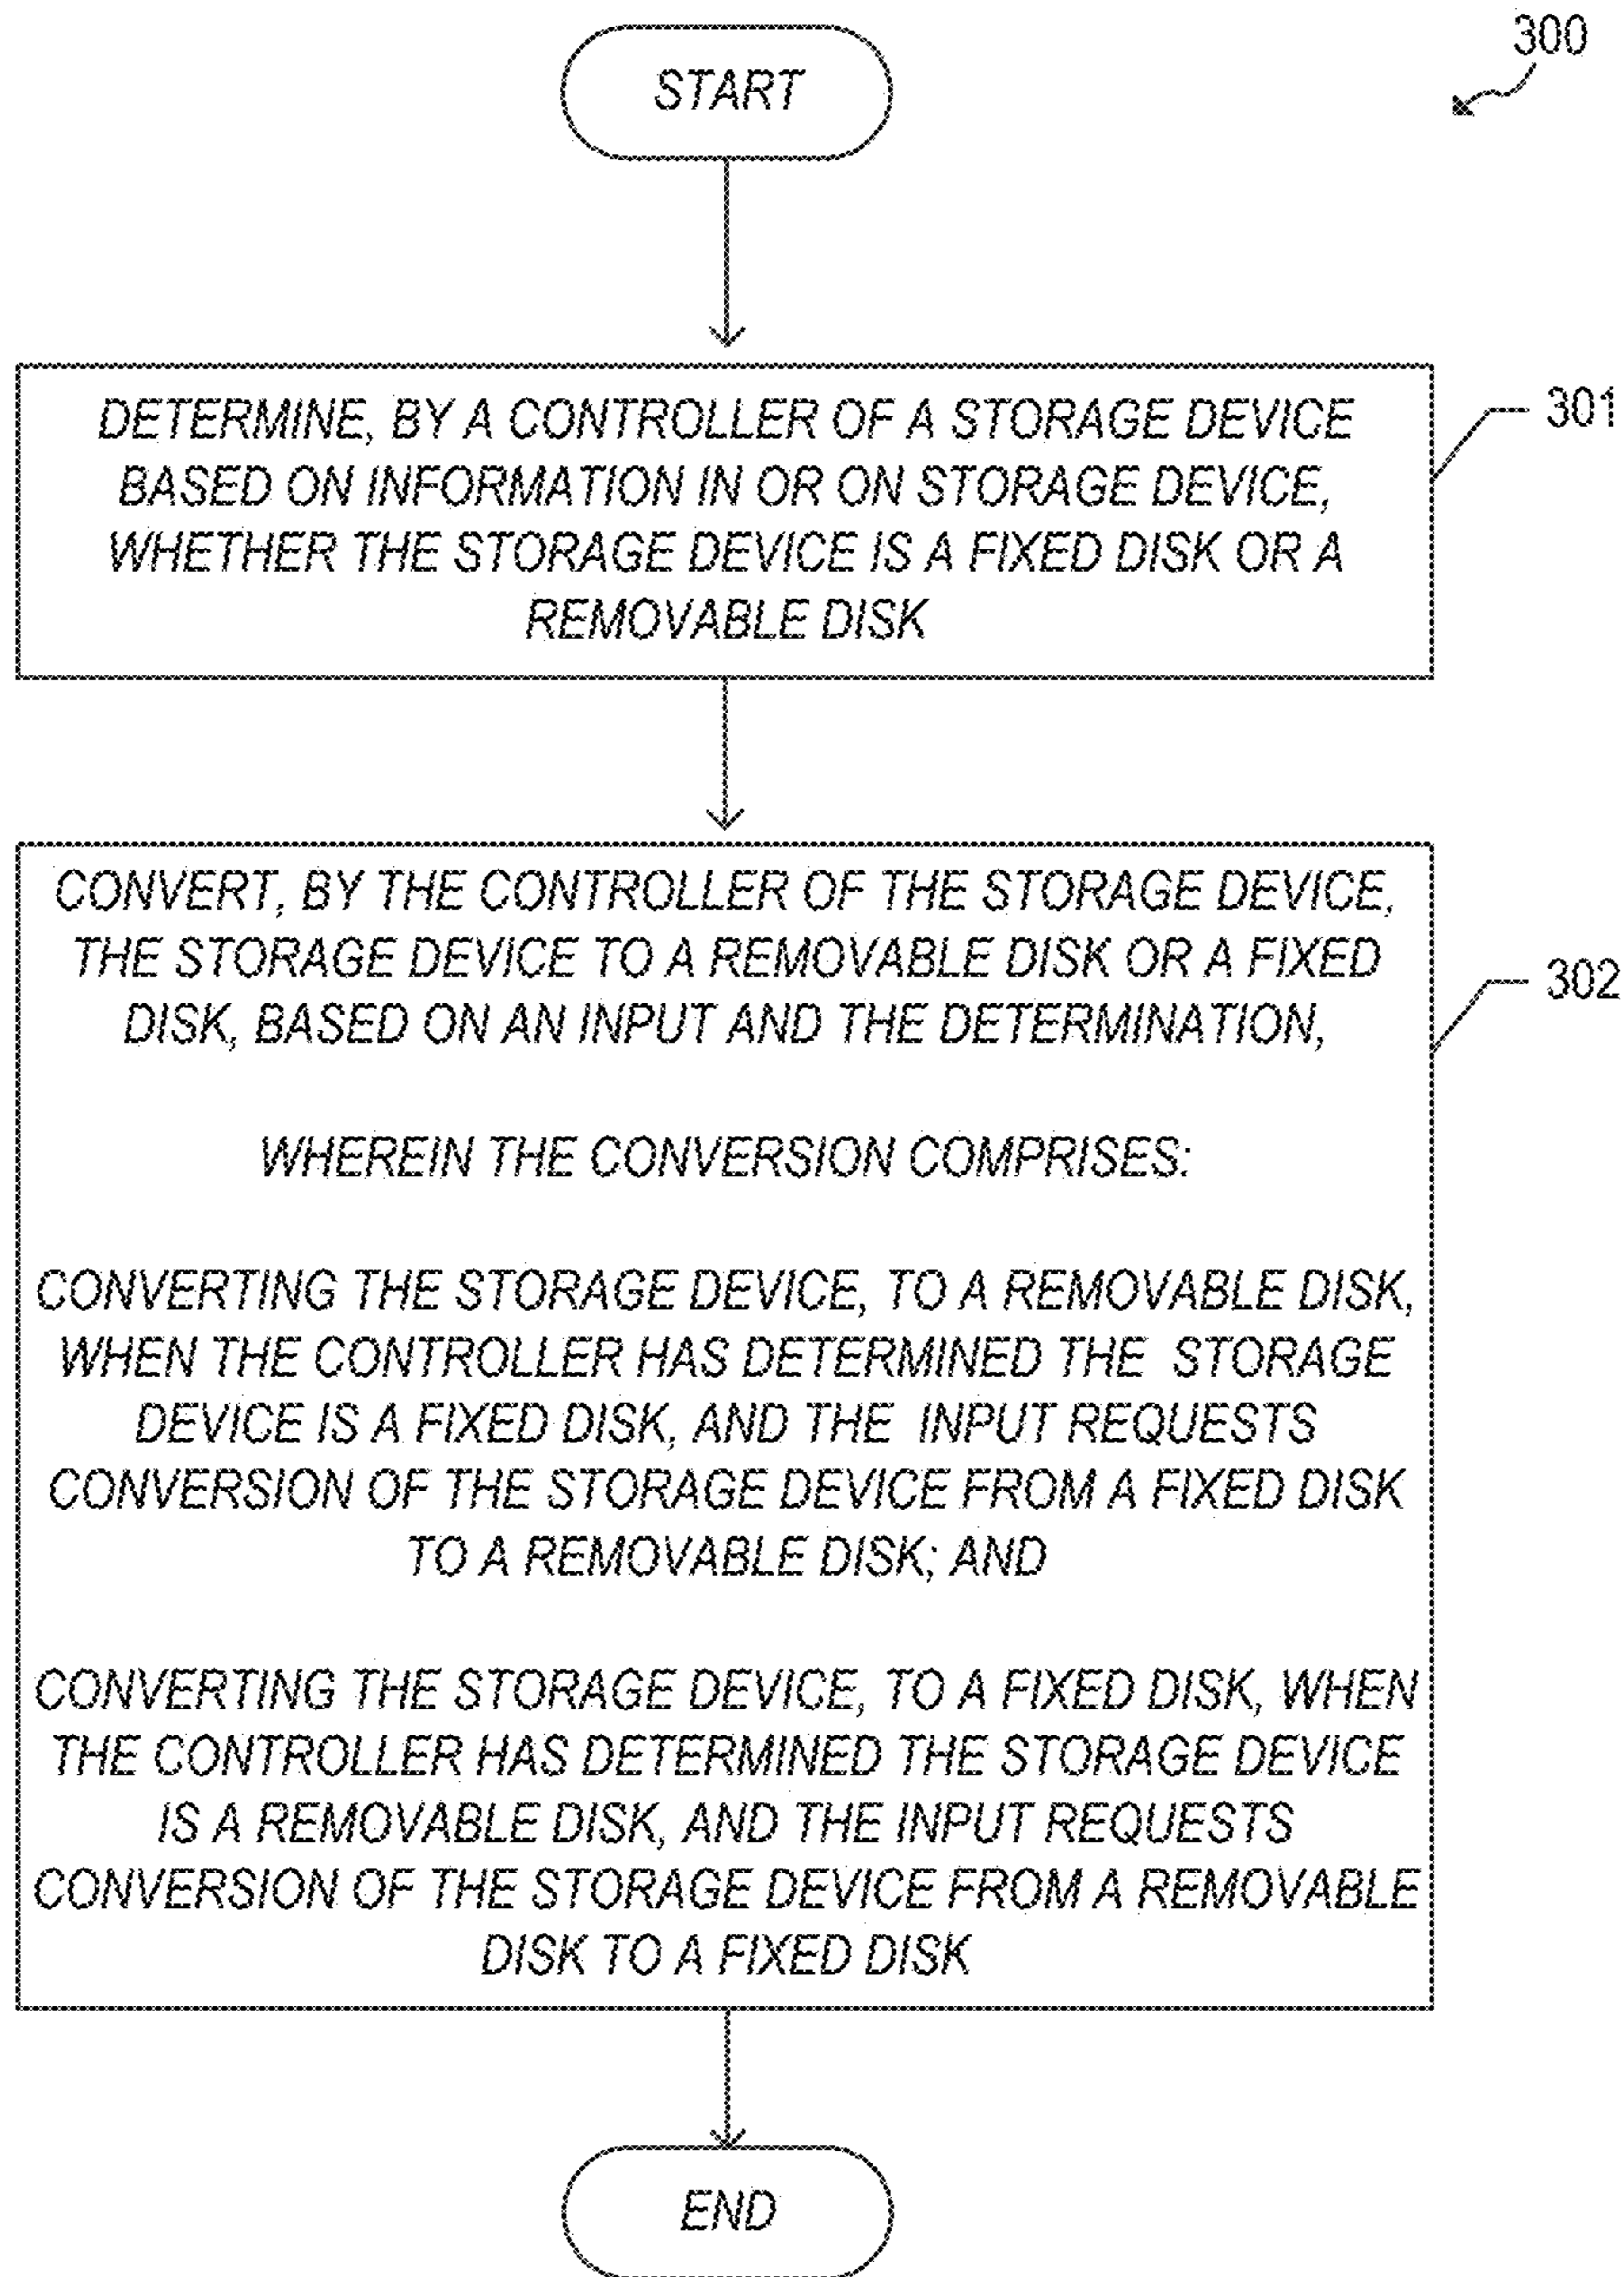 300
START
DETERMINE, BY A CONTROLLER OF A STORAGE DEVICE
BASED ON INFORMATION IN OR ON STORAGE DEVICE,
WHETHER THE STORAGE DEVICE IS A FIXED DISK OR A
REMOVABLE DISK
301
CONVERT, BY THE CONTROLLER OF THE STORAGE DEVICE,
THE STORAGE DEVICE TO A REMOVABLE DISK OR A FIXED
DISK, BASED ON AN INPUT AND THE DETERMINATION,
302
WHEREIN THE CONVERSION COMPRISES:
CONVERTING THE STORAGE DEVICE, TO A REMOVABLE DISK,
WHEN THE CONTROLLER HAS DETERMINED THE STORAGE
DEVICE IS A FIXED DISK, AND THE INPUT REQUESTS
CONVERSION OF THE STORAGE DEVICE FROM A FIXED DISK
TO A REMOVABLE DISK; AND
CONVERTING THE STORAGE DEVICE, TO A FIXED DISK, WHEN
THE CONTROLLER HAS DETERMINED THE STORAGE DEVICE
IS A REMOVABLE DISK, AND THE INPUT REQUESTS
CONVERSION OF THE STORAGE DEVICE FROM A REMOVABLE
DISK TO A FIXED DISK
END